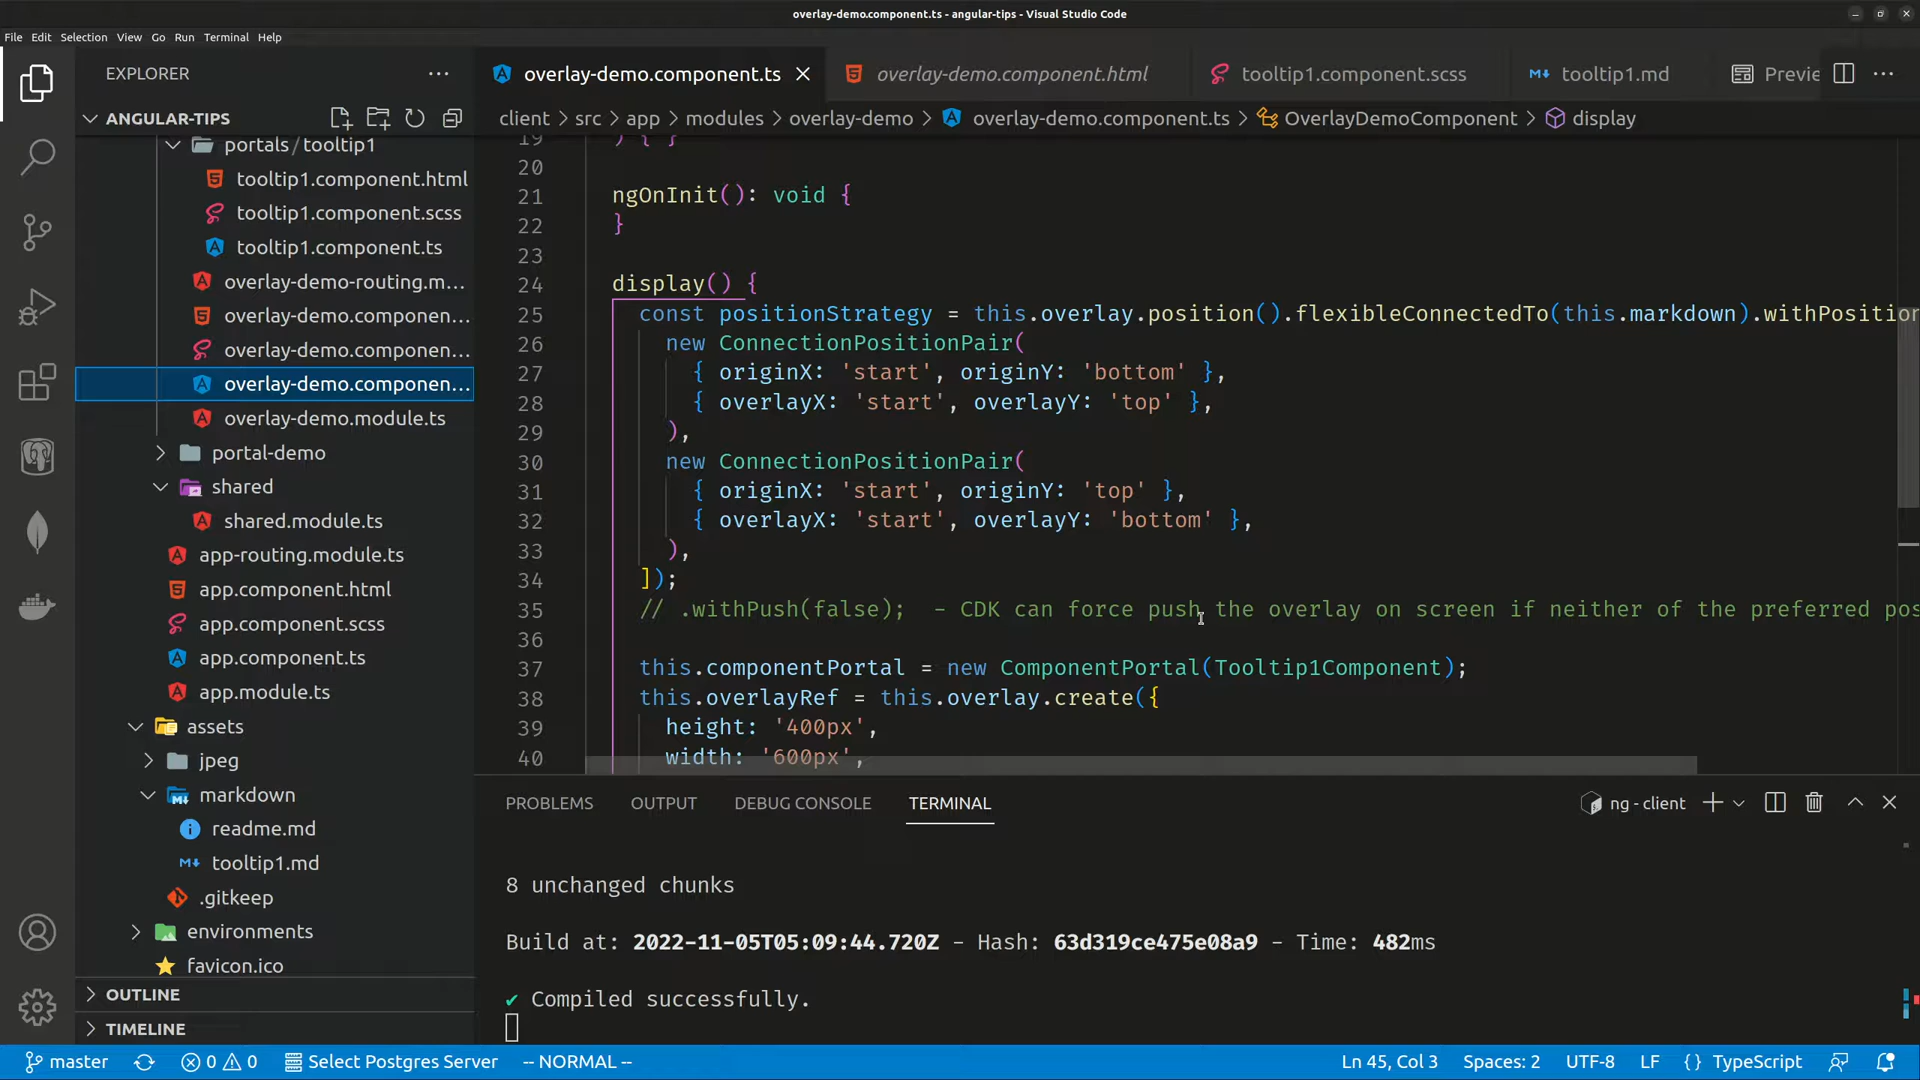 overlay-demo.component.ts - angular-tips - Visual Studio Code
File Edit Selection View Go Run Terminal Help
EXPLORER
ANGULAR-TIPS
portals / tooltip1
tooltip1.component.html
tooltip1.component.scss
tooltip1.component.ts
overlay-demo-routing.m...
overlay-demo.componen...
overlay-demo.componen...
overlay-demo.componen...
overlay-demo.module.ts
portal-demo
shared
shared.module.ts
app-routing.module.ts
app.component.html
app.component.scss
app.component.ts
app.module.ts
assets
jpeg
markdown
readme.md
tooltip1.md
.gitkeep
environments
favicon.ico
OUTLINE
TIMELINE
overlay-demo.component.ts overlay-demo.component.html tooltip1.component.scss tooltip1.md Previe
client > src > app > modules > overlay-demo > overlay-demo.component.ts > OverlayDemoComponent > display
19 ) { }
20
21 ngOnInit(): void {
22 }
23
24 display() {
25 const positionStrategy = this.overlay.position().flexibleConnectedTo(this.markdown).withPosition
26 new ConnectionPositionPair(
27 { originX: 'start', originY: 'bottom' },
28 { overlayX: 'start', overlayY: 'top' },
29 ),
30 new ConnectionPositionPair(
31 { originX: 'start', originY: 'top' },
32 { overlayX: 'start', overlayY: 'bottom' },
33 ),
34 ]);
35 // .withPush(false); - CDK can force push the overlay on screen if neither of the preferred pos
36
37 this.componentPortal = new ComponentPortal(Tooltip1Component);
38 this.overlayRef = this.overlay.create({
39 height: '400px',
40 width: '600px',
PROBLEMS OUTPUT DEBUG CONSOLE TERMINAL ng - client
8 unchanged chunks
Build at: 2022-11-05T05:09:44.720Z - Hash: 63d319ce475e08a9 - Time: 482ms
✔ Compiled successfully.
master 0 0 Select Postgres Server -- NORMAL -- Ln 45, Col 3 Spaces: 2 UTF-8 LF {} TypeScript